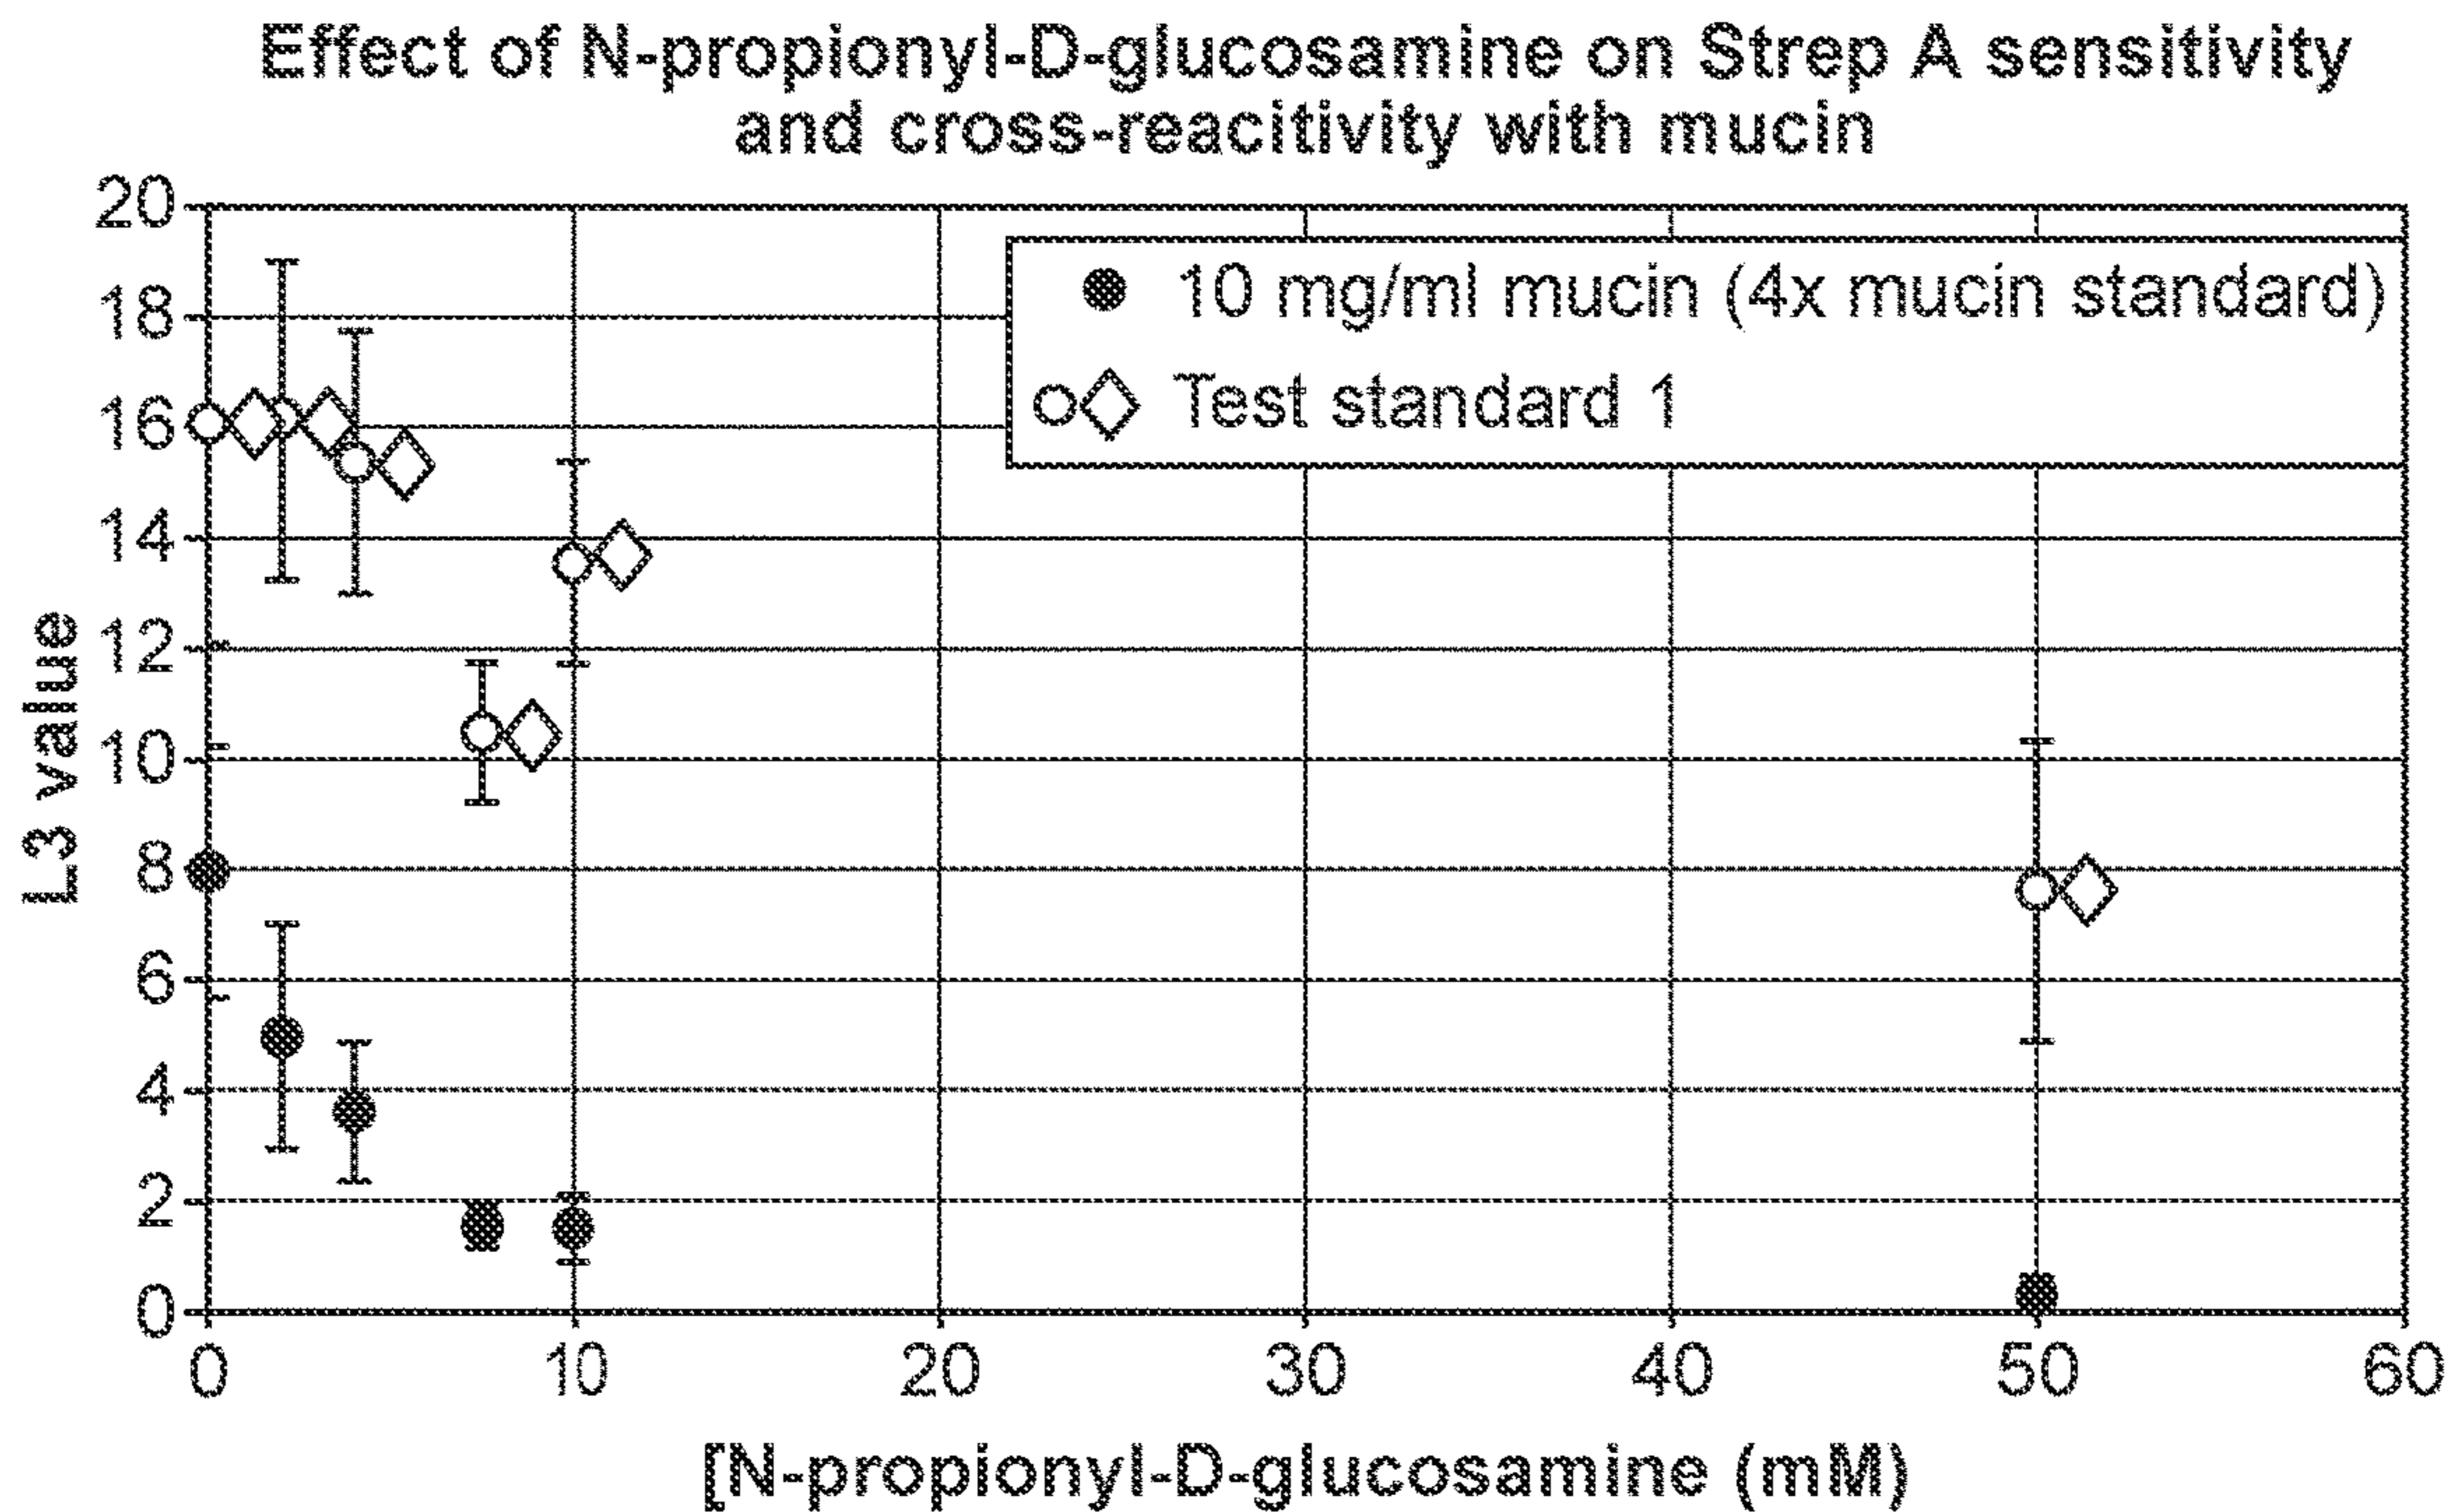 Effect of N-propionyl-D-glucosamine on Strep A sensitivity
and cross-reacitivity with mucin
20
18
16
14
12
10
8
6
4
2
0
L3 value
10 mg/ml mucin (4x mucin standard)
Test standard 1
0 10 20 30 40 50 60
[N-propionyl-D-glucosamine (mM)